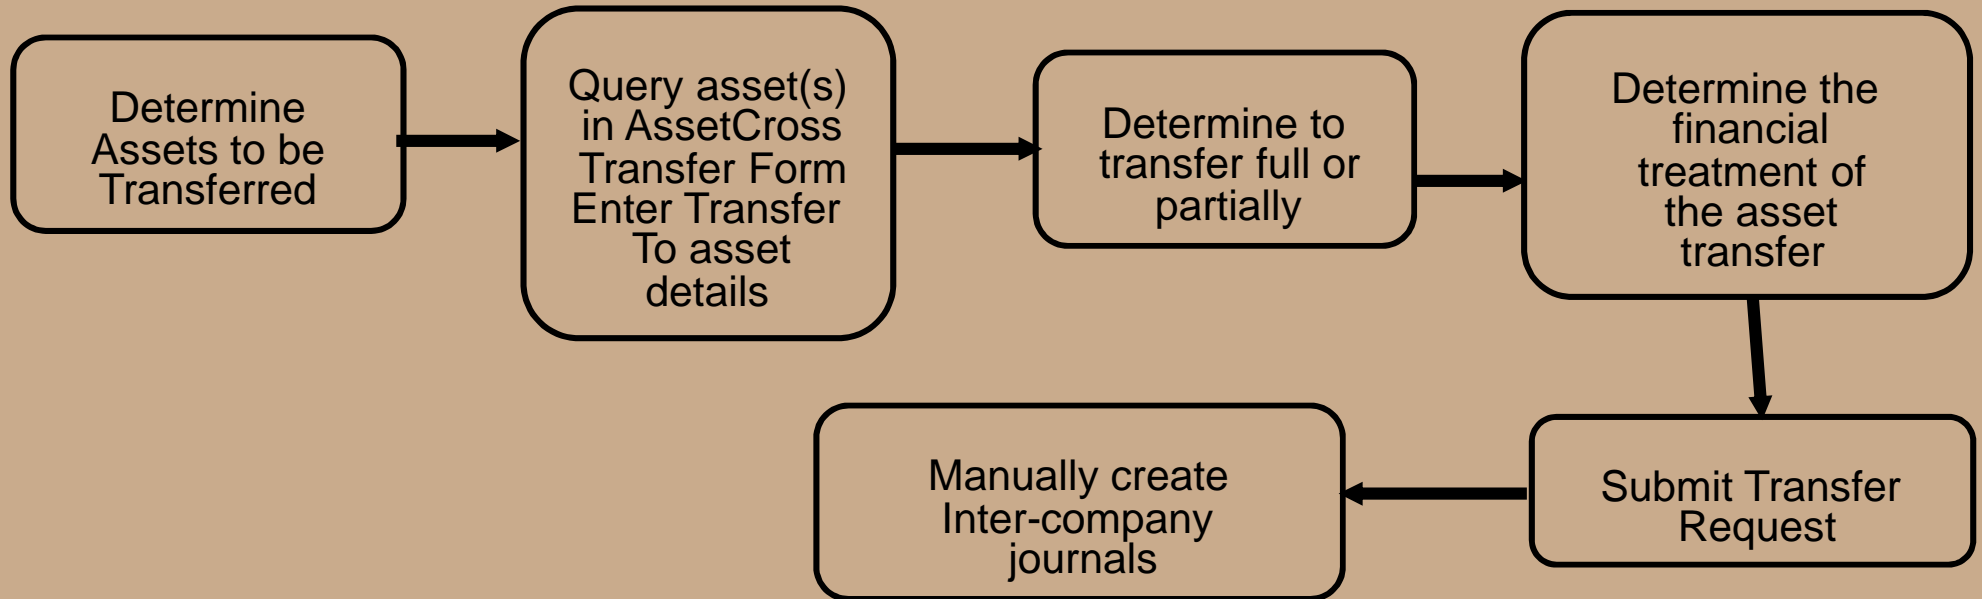 Determine
Assets to be
Transferred
Query asset(s)
in AssetCross
Transfer Form
Enter Transfer
To asset
details
Determine to
transfer full or
partially
Determine the
financial
treatment of
the asset
transfer
Submit Transfer
Request
Manually create
Inter-company
journals